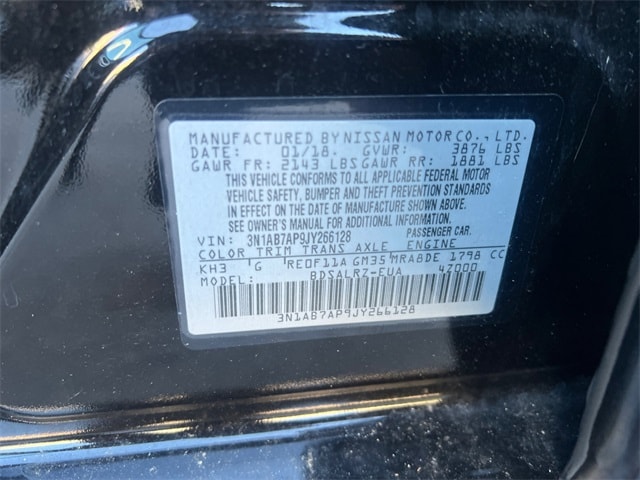 MANUFACTURED BY NISSAN MOTOR CO., LTD.
DATE: 01/18. GVWR: 3876 LBS
GAWR FR: 2143 LBS GAWR RR: 1881 LBS
THIS VEHICLE CONFORMS TO ALL APPLICABLE FEDERAL MOTOR
VEHICLE SAFETY, BUMPER AND THEFT PREVENTION STANDARDS
IN EFFECT ON THE DATE OF MANUFACTURE SHOWN ABOVE.
SEE OWNER'S MANUAL FOR ADDITIONAL INFORMATION.
VIN: 3N1AB7AP9JY266128 PASSENGER CAR.
COLOR TRIM TRANS AXLE ENGINE
KH3 G RE0F11A GM35 MRA8DE 1798 CC
MODEL: BDSALRZ-EUA 4Z000
3N1AB7AP9JY266128